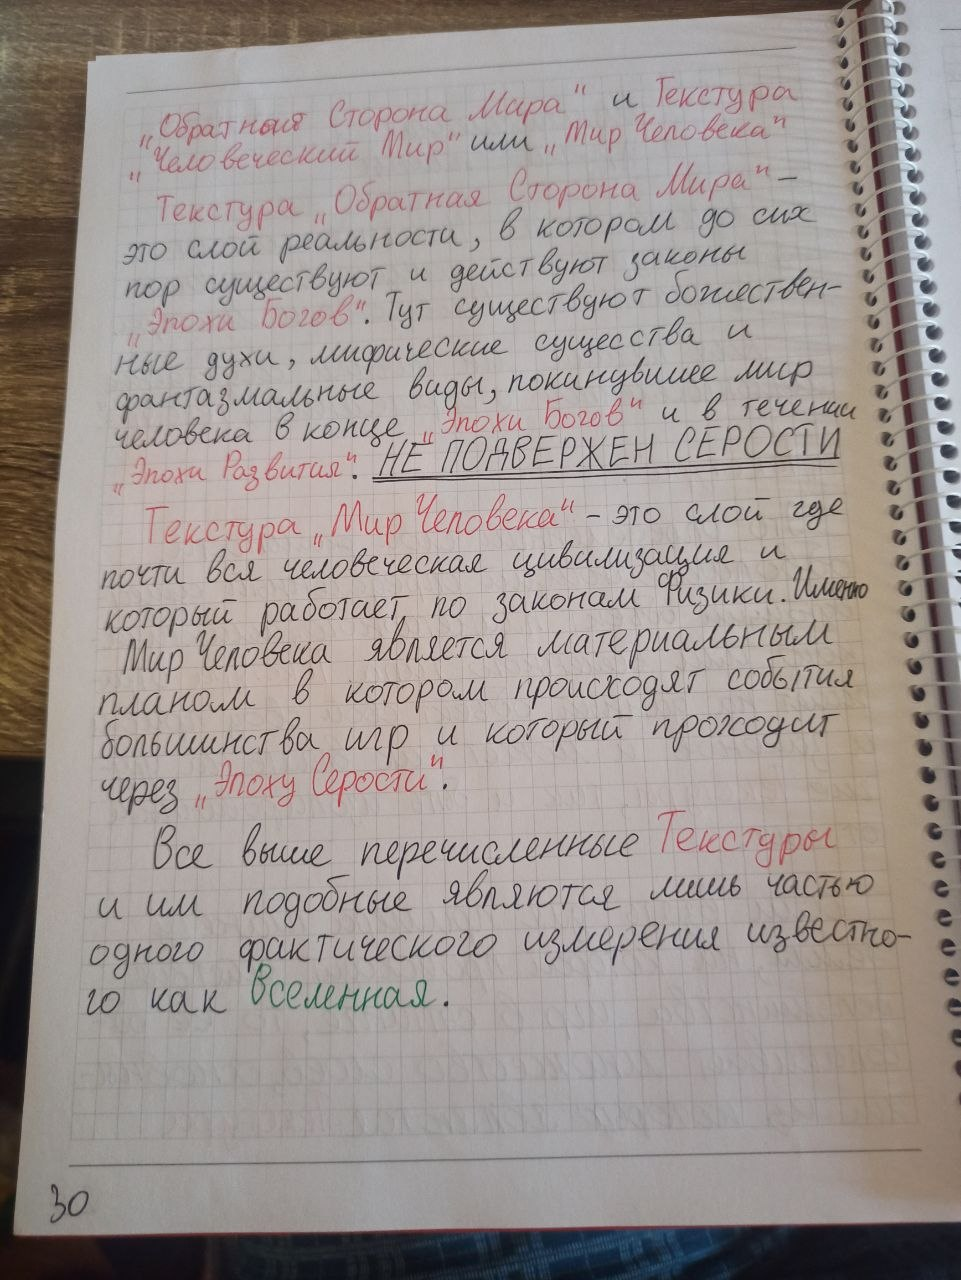 „Обратный Сторона Мира" и Текстура
„Человеческий Мир" или „Мир Человека"
Текстура „Обратная Сторона Мира" –
это слой реальности, в котором до сих
пор существуют и действуют законы
„Эпохи Богов". Тут существуют божествен-
ные духи, мифические существа и
фантазмальные виды, покинувшее мир
человека в конце „Эпохи Богов" и в течении
„Эпохи Развития". НЕ ПОДВЕРЖЕН СЕРОСТИ
Текстура „Мир Человека" – это слой где
почти вся человеческая цивилизация и
который работает по законам Физики. Именно
Мир Человека является материальным
планом в котором происходят события
большинства игр и который проходит
через „Эпоху Серости".
Все выше перечисленные Текстуры
и им подобные являются лишь частью
одного фактического измерения известно-
го как Вселенная.
30